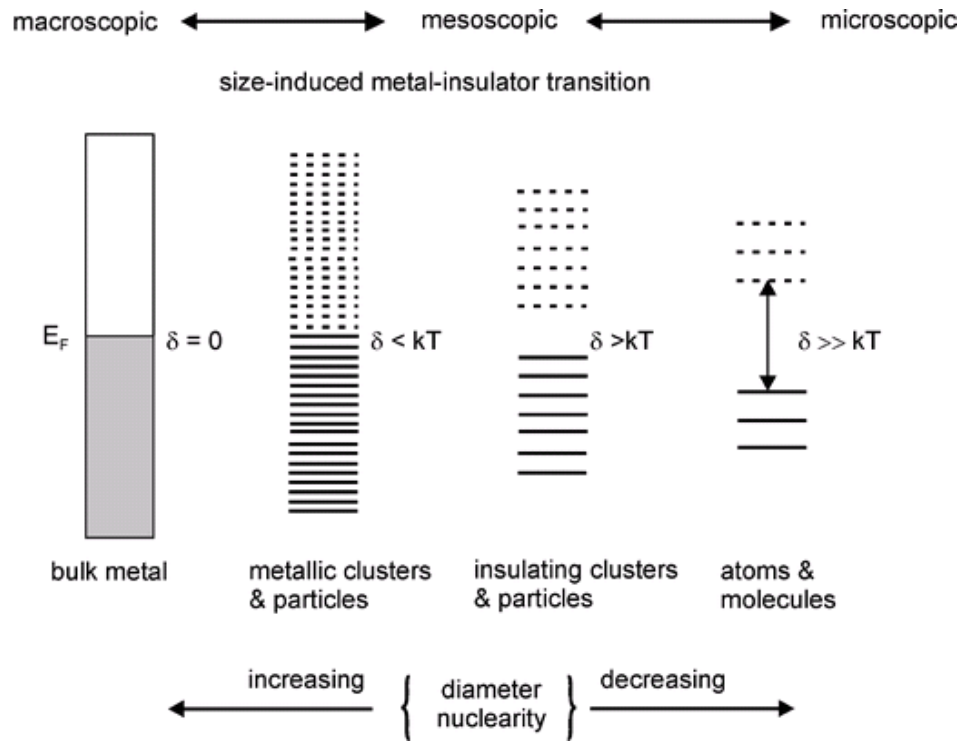 macroscopic mesoscopic microscopic
size-induced metal-insulator transition
E_F δ = 0 δ < kT δ >kT δ >> kT
bulk metal metallic clusters insulating clusters atoms &
& particles & particles molecules
increasing { diameter } decreasing
nuclearity